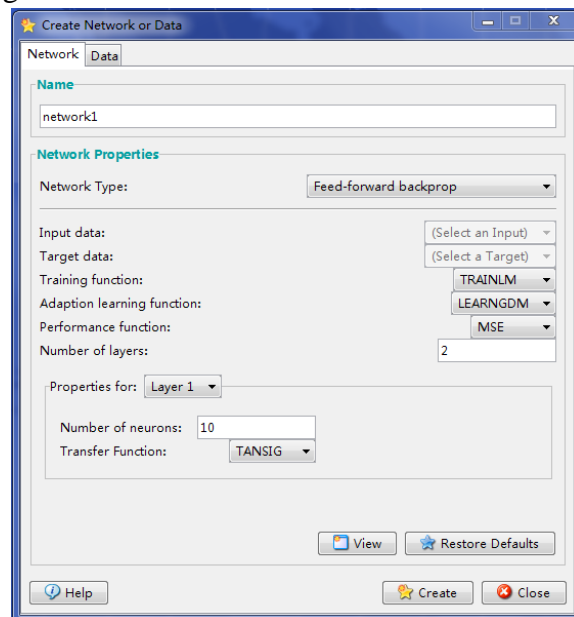 Create Network or Data
Network Data
Name
network1
Network Properties
Network Type: Feed-forward backprop
Input data: (Select an Input)
Target data: (Select a Target)
Training function: TRAINLM
Adaption learning function: LEARNGDM
Performance function: MSE
Number of layers: 2
Properties for: Layer 1
Number of neurons: 10
Transfer Function: TANSIG
View Restore Defaults
Help Create Close